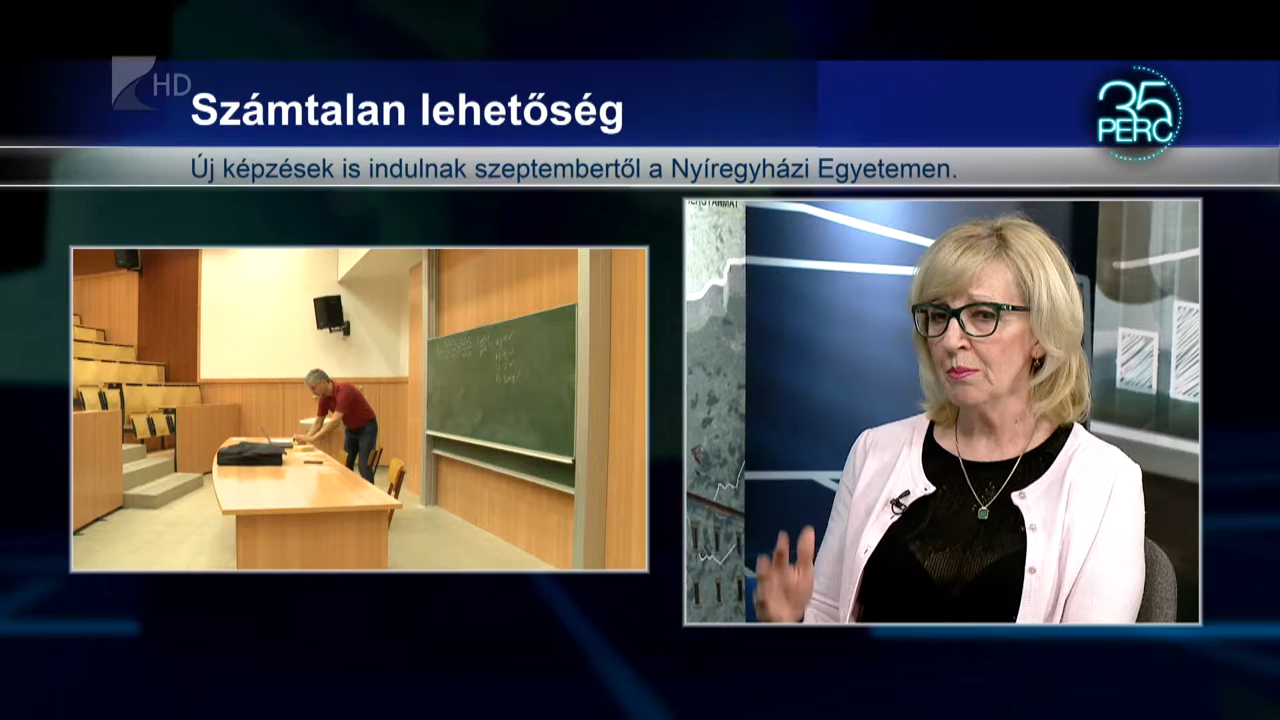 HD
Számtalan lehetőség
35
PERC
Új képzések is indulnak szeptembertől a Nyíregyházi Egyetemen.